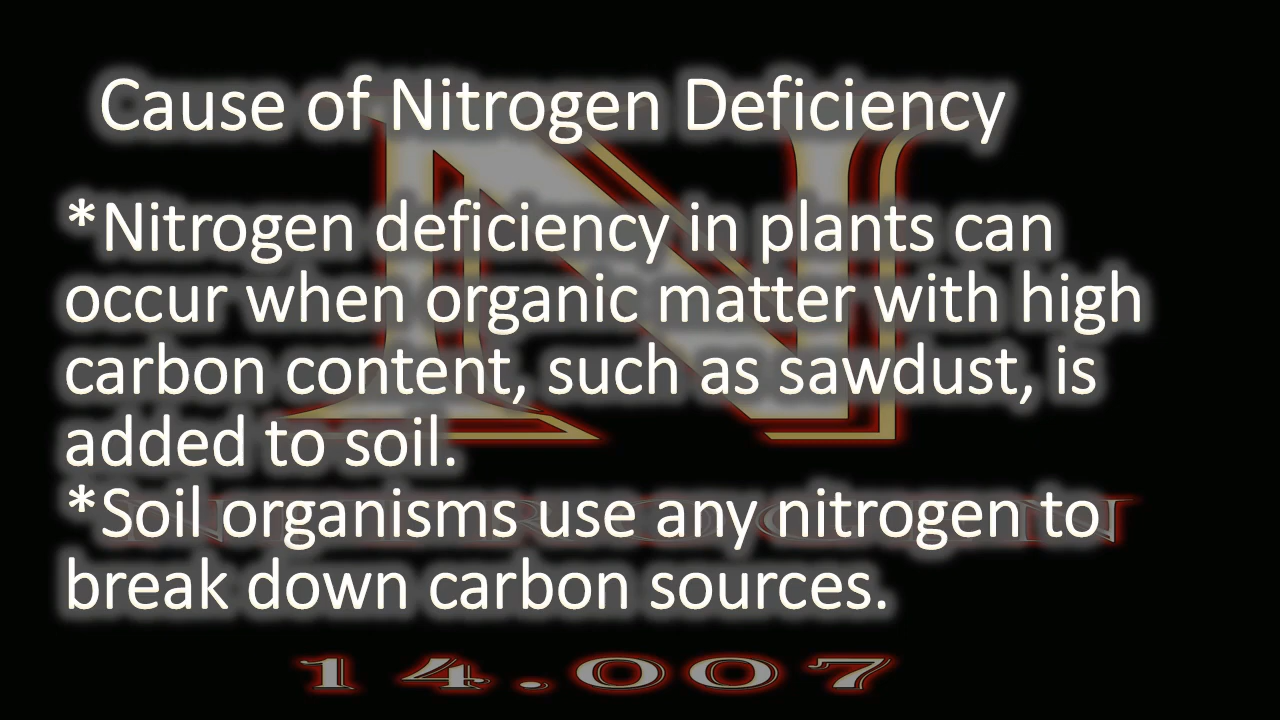 Cause of Nitrogen Deficiency
*Nitrogen deficiency in plants can
occur when organic matter with high
carbon content, such as sawdust, is
added to soil.
*Soil organisms use any nitrogen to
break down carbon sources.
N
14.007